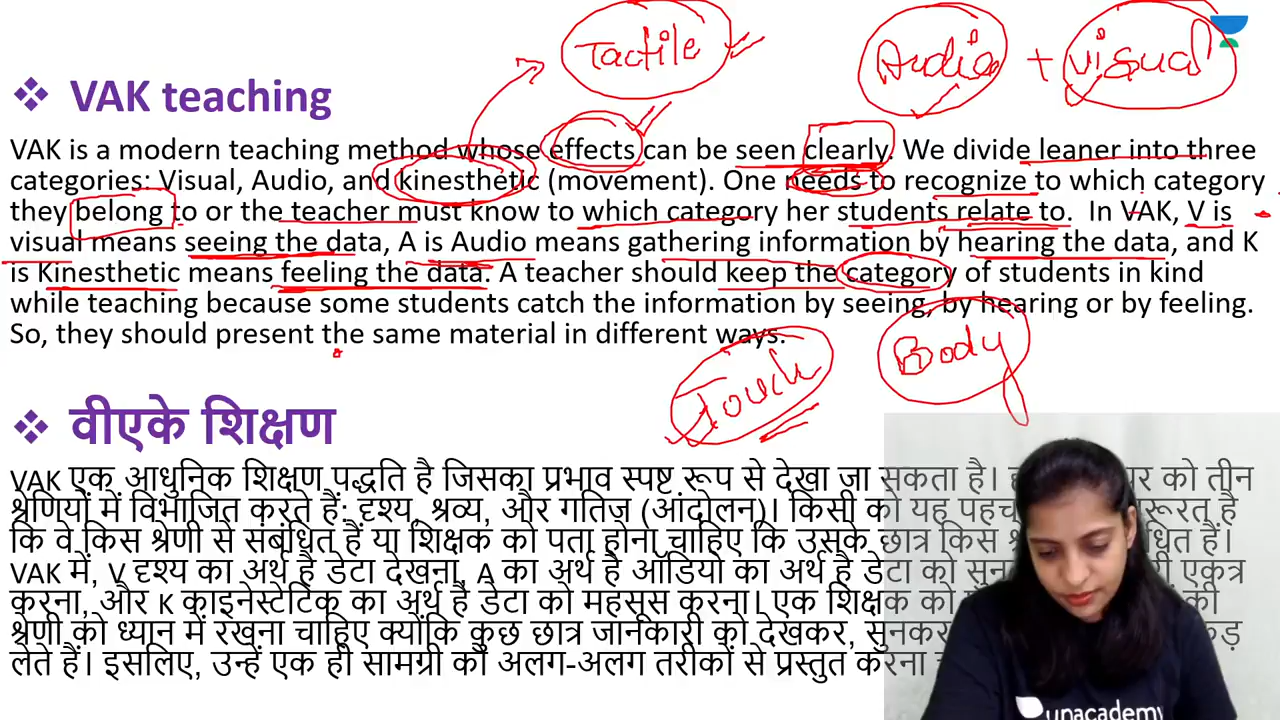 Tactile
Audio + Visual
❖ VAK teaching
VAK is a modern teaching method whose effects can be seen clearly. We divide leaner into three
categories: Visual, Audio, and kinesthetic (movement). One needs to recognize to which category
they belong to or the teacher must know to which category her students relate to. In VAK, V is
visual means seeing the data, A is Audio means gathering information by hearing the data, and K
is Kinesthetic means feeling the data. A teacher should keep the category of students in kind
while teaching because some students catch the information by seeing, by hearing or by feeling.
So, they should present the same material in different ways.
Body
Touch
❖ वीएके शिक्षण
VAK एक आधुनिक शिक्षण पद्धति है जिसका प्रभाव स्पष्ट रूप से देखा जा सकता है। को तीन
श्रेणियों में विभाजित करते हैं: दृश्य, श्रव्य, और गतिज (आंदोलन)। किसी को यह है
कि वे किस श्रेणी से संबंधित हैं या शिक्षक को पता होना चाहिए कि उसके छात्र किस हैं।
VAK में, V दृश्य का अर्थ है डेटा देखना, A का अर्थ है ऑडियो का अर्थ है डेटा को एकत्र
करना, और K काइनेस्टेटिक का अर्थ है डेटा को महसूस करना। एक शिक्षक को की
श्रेणी को ध्यान में रखना चाहिए क्योंकि कुछ छात्र जानकारी को देखकर,
लेते हैं। इसलिए, उन्हें एक ही सामग्री को अलग-अलग तरीकों से प्रस्तुत
unacademy